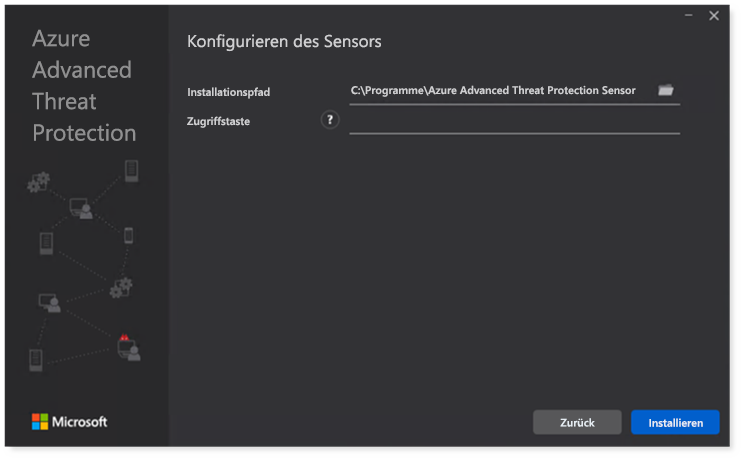 Azure
Advanced
Threat
Protection
Konfigurieren des Sensors
Installationspfad
C:\Programme\Azure Advanced Threat Protection Sensor
Zugriffstaste
?
Microsoft
Zurück
Installieren